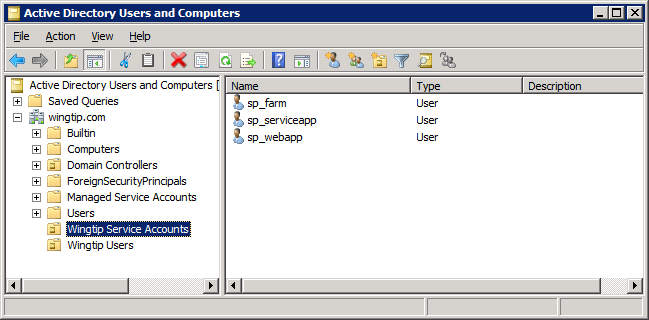 Active Directory Users and Computers
File Action View Help
Active Directory Users and Computers [
Saved Queries
wingtip.com
Builtin
Computers
Domain Controllers
ForeignSecurityPrincipals
Managed Service Accounts
Users
Wingtip Service Accounts
Wingtip Users
Name Type Description
sp_farm User
sp_serviceapp User
sp_webapp User